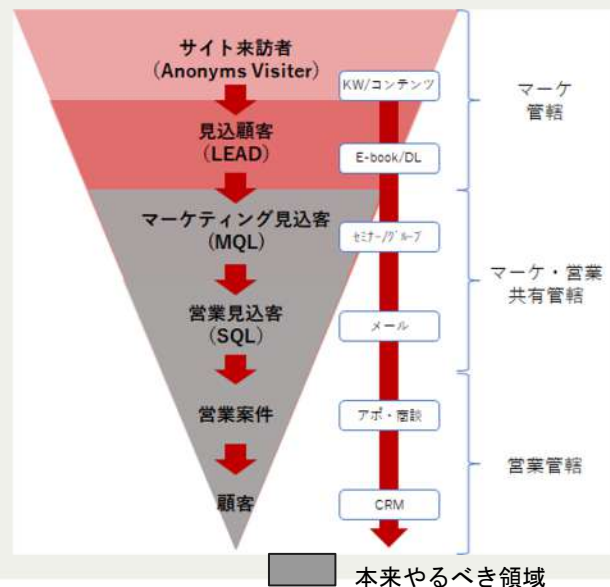 サイト来訪者
(Anonyms Visiter)
KW/コンテンツ
マーケ
管轄
見込顧客
(LEAD)
E-book/DL
マーケティング見込客
(MQL)
セミナー/グループ
マーケ・営業
共有管轄
営業見込客
(SQL)
メール
営業案件
アポ・商談
営業管轄
顧客
CRM
本来やるべき領域